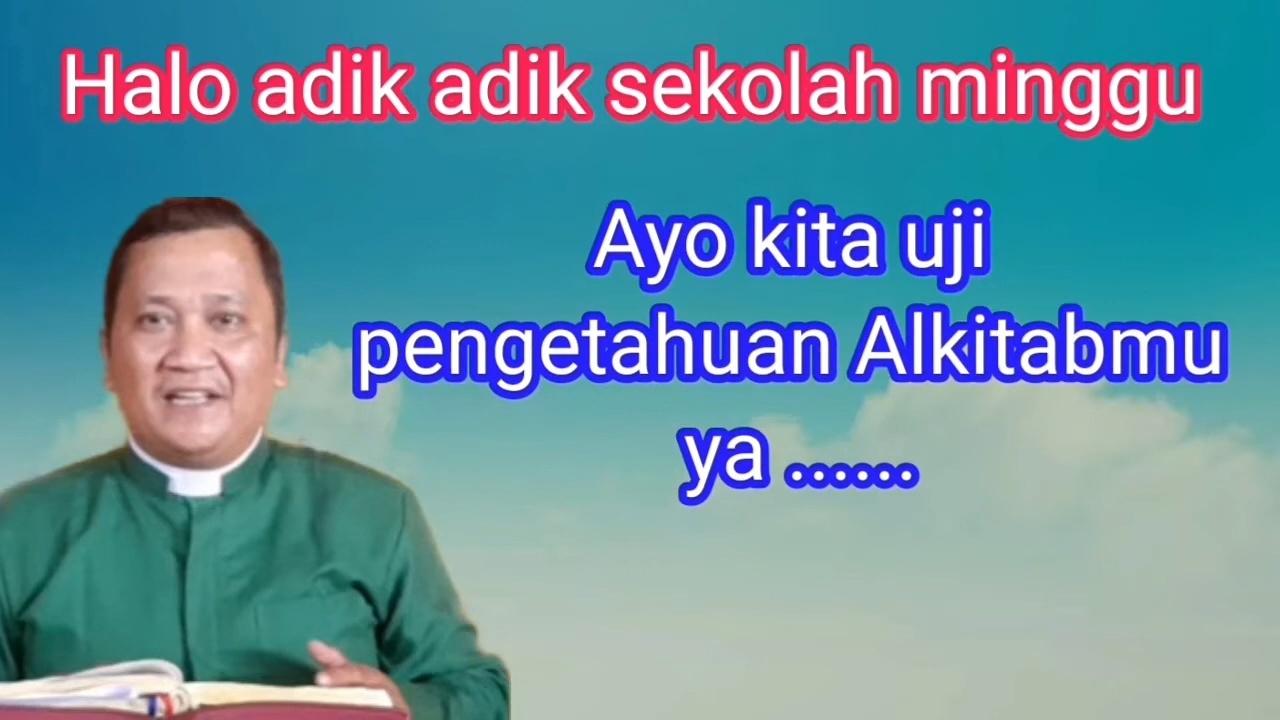 Halo adik adik sekolah minggu
Ayo kita uji
pengetahuan Alkitabmu
ya ......